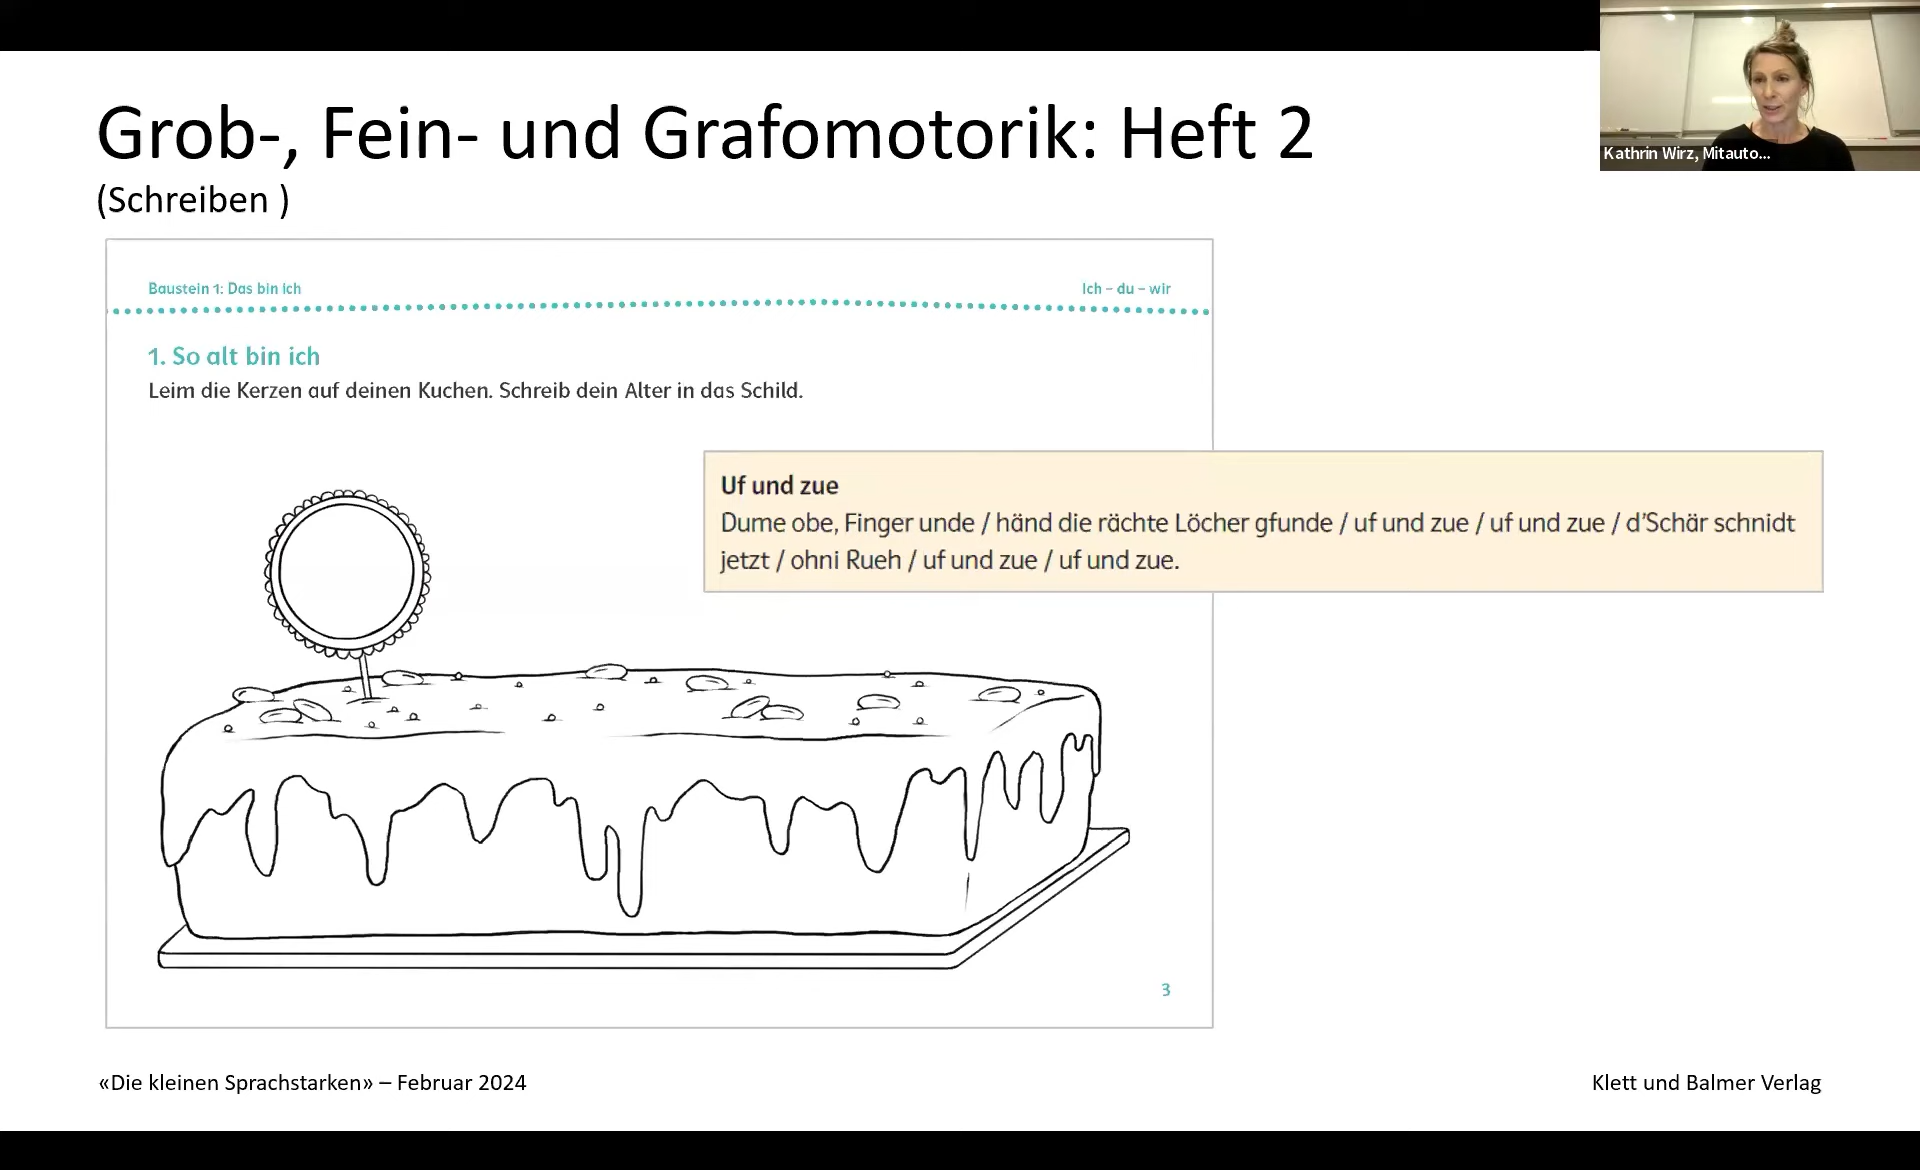 Grob-, Fein- und Grafomotorik: Heft 2
(Schreiben )
Kathrin Wirz, Mitauto...
Baustein 1: Das bin ich
Ich – du – wir
1. So alt bin ich
Leim die Kerzen auf deinen Kuchen. Schreib dein Alter in das Schild.
Uf und zue
Dume obe, Finger unde / händ die rächte Löcher gfunde / uf und zue / uf und zue / d’Schär schnidt
jetzt / ohni Rueh / uf und zue / uf und zue.
3
«Die kleinen Sprachstarken» – Februar 2024
Klett und Balmer Verlag